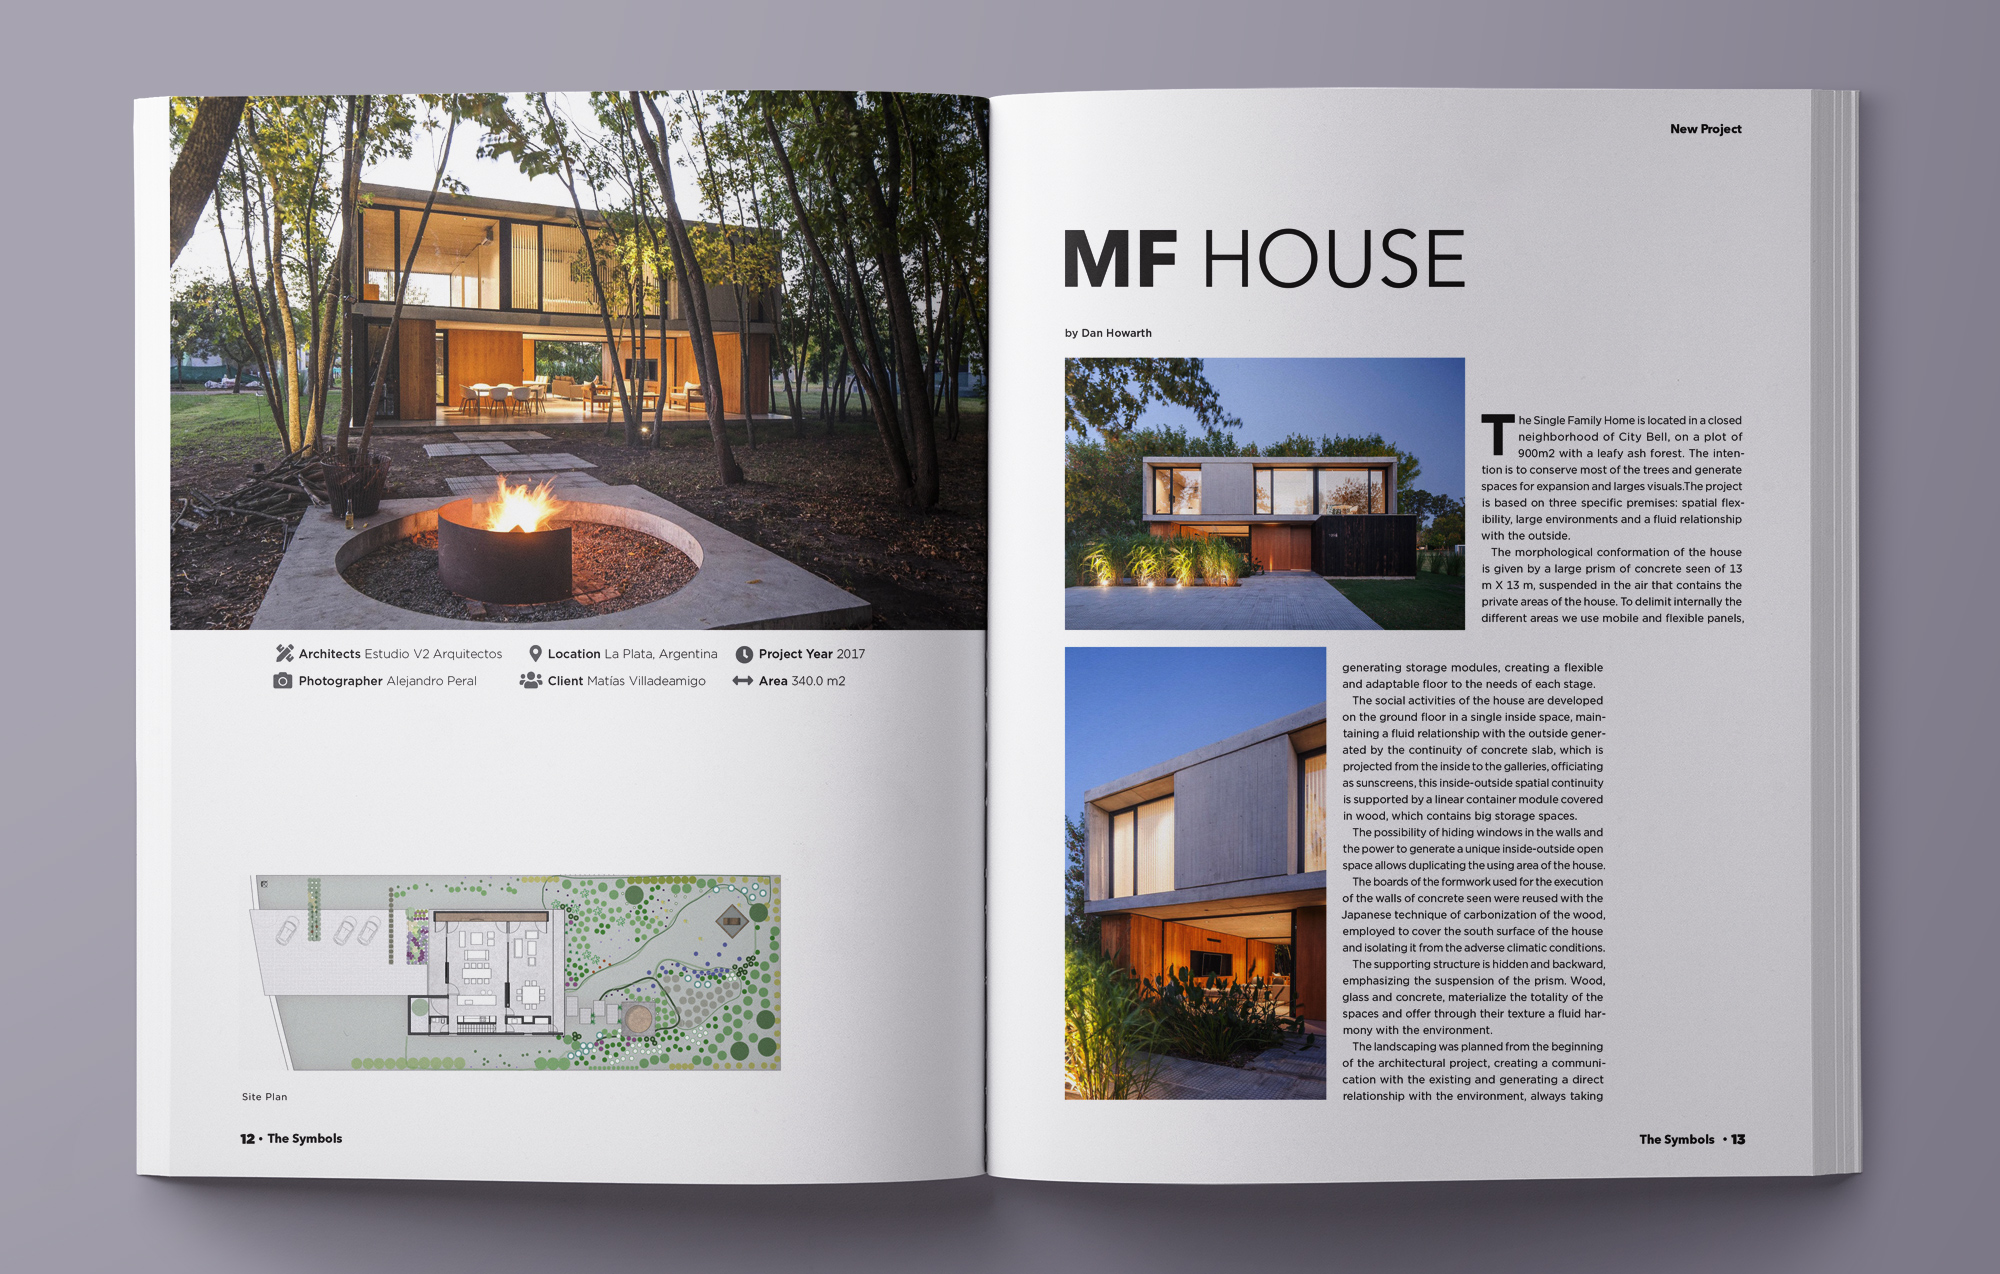 Architects Estudio V2 Arquitectos
Location La Plata, Argentina
Project Year 2017
Photographer Alejandro Peral
Client Matías Villadeamigo
Area 340.0 m2
Site Plan
12 • The Symbols
New Project
MF HOUSE
by Dan Howarth
The Single Family Home is located in a closed
neighborhood of City Bell, on a plot of
900m2 with a leafy ash forest. The inten-
tion is to conserve most of the trees and generate
spaces for expansion and larges visuals.The project
is based on three specific premises: spatial flex-
ibility, large environments and a fluid relationship
with the outside.
The morphological conformation of the house
is given by a large prism of concrete seen of 13
m X 13 m, suspended in the air that contains the
private areas of the house. To delimit internally the
different areas we use mobile and flexible panels,
generating storage modules, creating a flexible
and adaptable floor to the needs of each stage.
The social activities of the house are developed
on the ground floor in a single inside space, main-
taining a fluid relationship with the outside gener-
ated by the continuity of concrete slab, which is
projected from the inside to the galleries, officiating
as sunscreens, this inside-outside spatial continuity
is supported by a linear container module covered
in wood, which contains big storage spaces.
The possibility of hiding windows in the walls and
the power to generate a unique inside-outside open
space allows duplicating the using area of the house.
The boards of the formwork used for the execution
of the walls of concrete seen were reused with the
Japanese technique of carbonization of the wood,
employed to cover the south surface of the house
and isolating it from the adverse climatic conditions.
The supporting structure is hidden and backward,
emphasizing the suspension of the prism. Wood,
glass and concrete, materialize the totality of the
spaces and offer through their texture a fluid har-
mony with the environment.
The landscaping was planned from the beginning
of the architectural project, creating a communi-
cation with the existing and generating a direct
relationship with the environment, always taking
The Symbols • 13